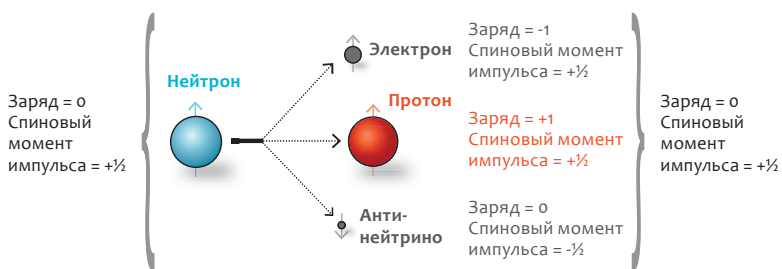 Заряд = 0
Спиновый
момент
импульса = +½
Нейтрон
Электрон
Заряд = -1
Спиновый момент
импульса = +½
Протон
Заряд = +1
Спиновый момент
импульса = +½
Анти-
нейтрино
Заряд = 0
Спиновый момент
импульса = -½
Заряд = 0
Спиновый
момент
импульса = +½